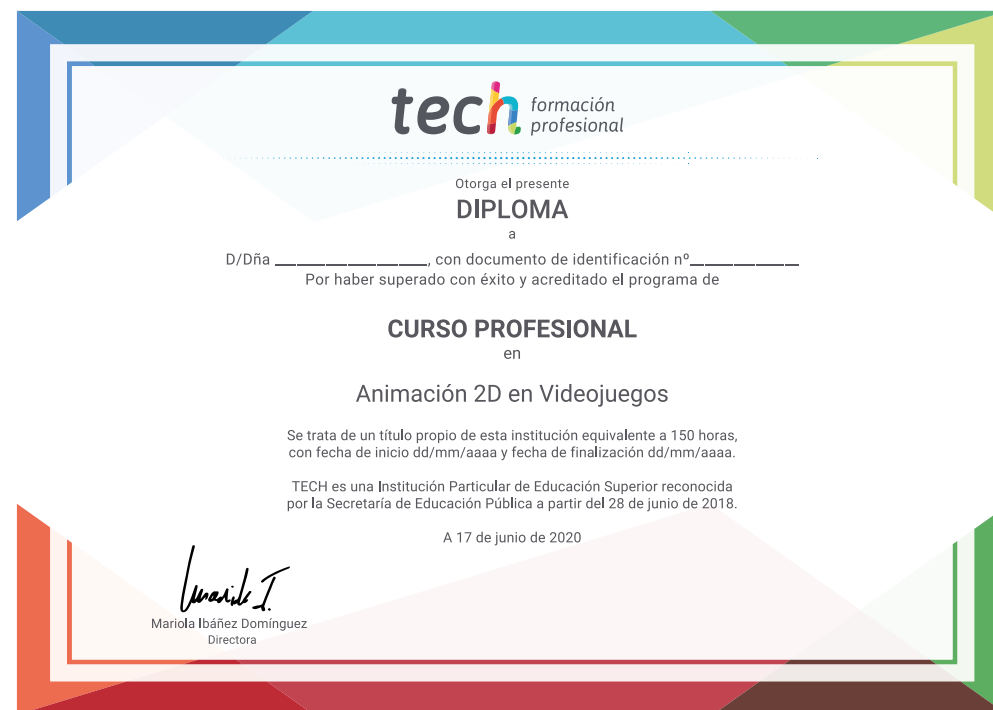 tech formación
profesional
Otorga el presente
DIPLOMA
a
D/Dña ____________________, con documento de identificación nº______________
Por haber superado con éxito y acreditado el programa de
CURSO PROFESIONAL
en
Animación 2D en Videojuegos
Se trata de un título propio de esta institución equivalente a 150 horas,
con fecha de inicio dd/mm/aaaa y fecha de finalización dd/mm/aaaa.
TECH es una Institución Particular de Educación Superior reconocida
por la Secretaría de Educación Pública a partir del 28 de junio de 2018.
A 17 de junio de 2020
Mariola Ibáñez Domínguez
Directora